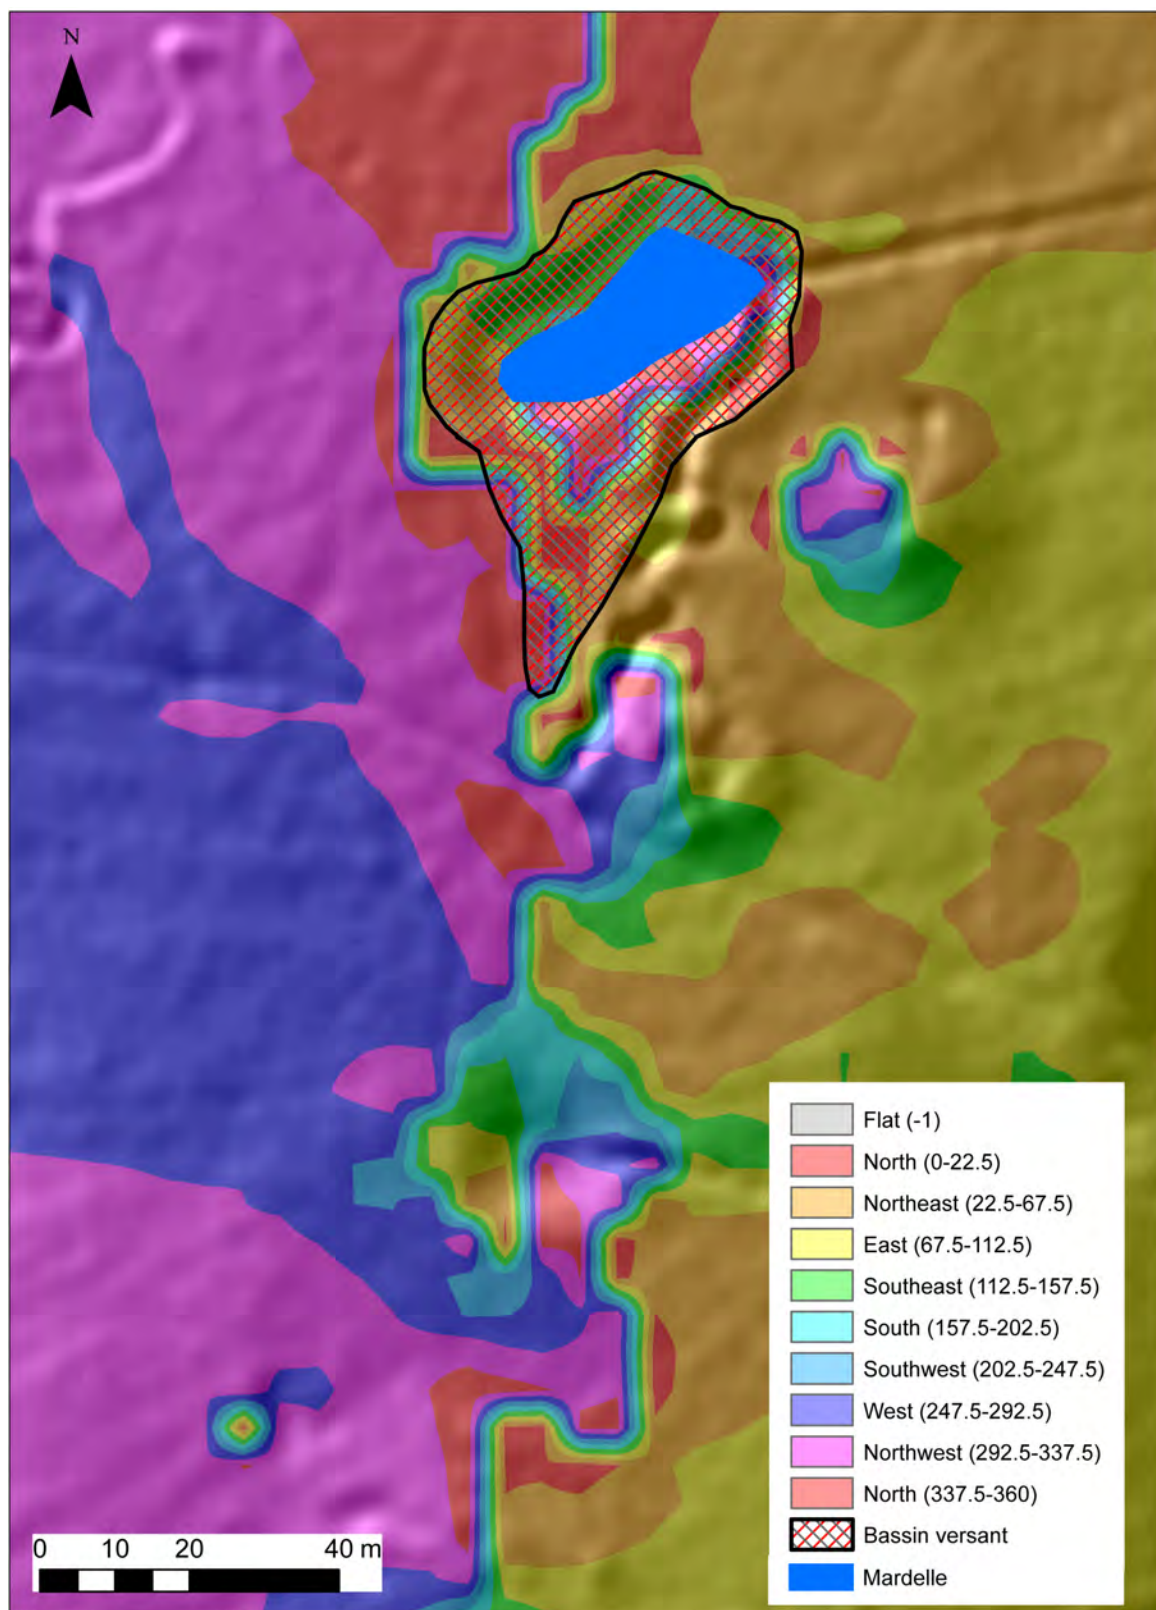 N
Flat (-1)
North (0-22.5)
Northeast (22.5-67.5)
East (67.5-112.5)
Southeast (112.5-157.5)
South (157.5-202.5)
Southwest (202.5-247.5)
West (247.5-292.5)
Northwest (292.5-337.5)
North (337.5-360)
Bassin versant
Mardelle
0 10 20 40 m